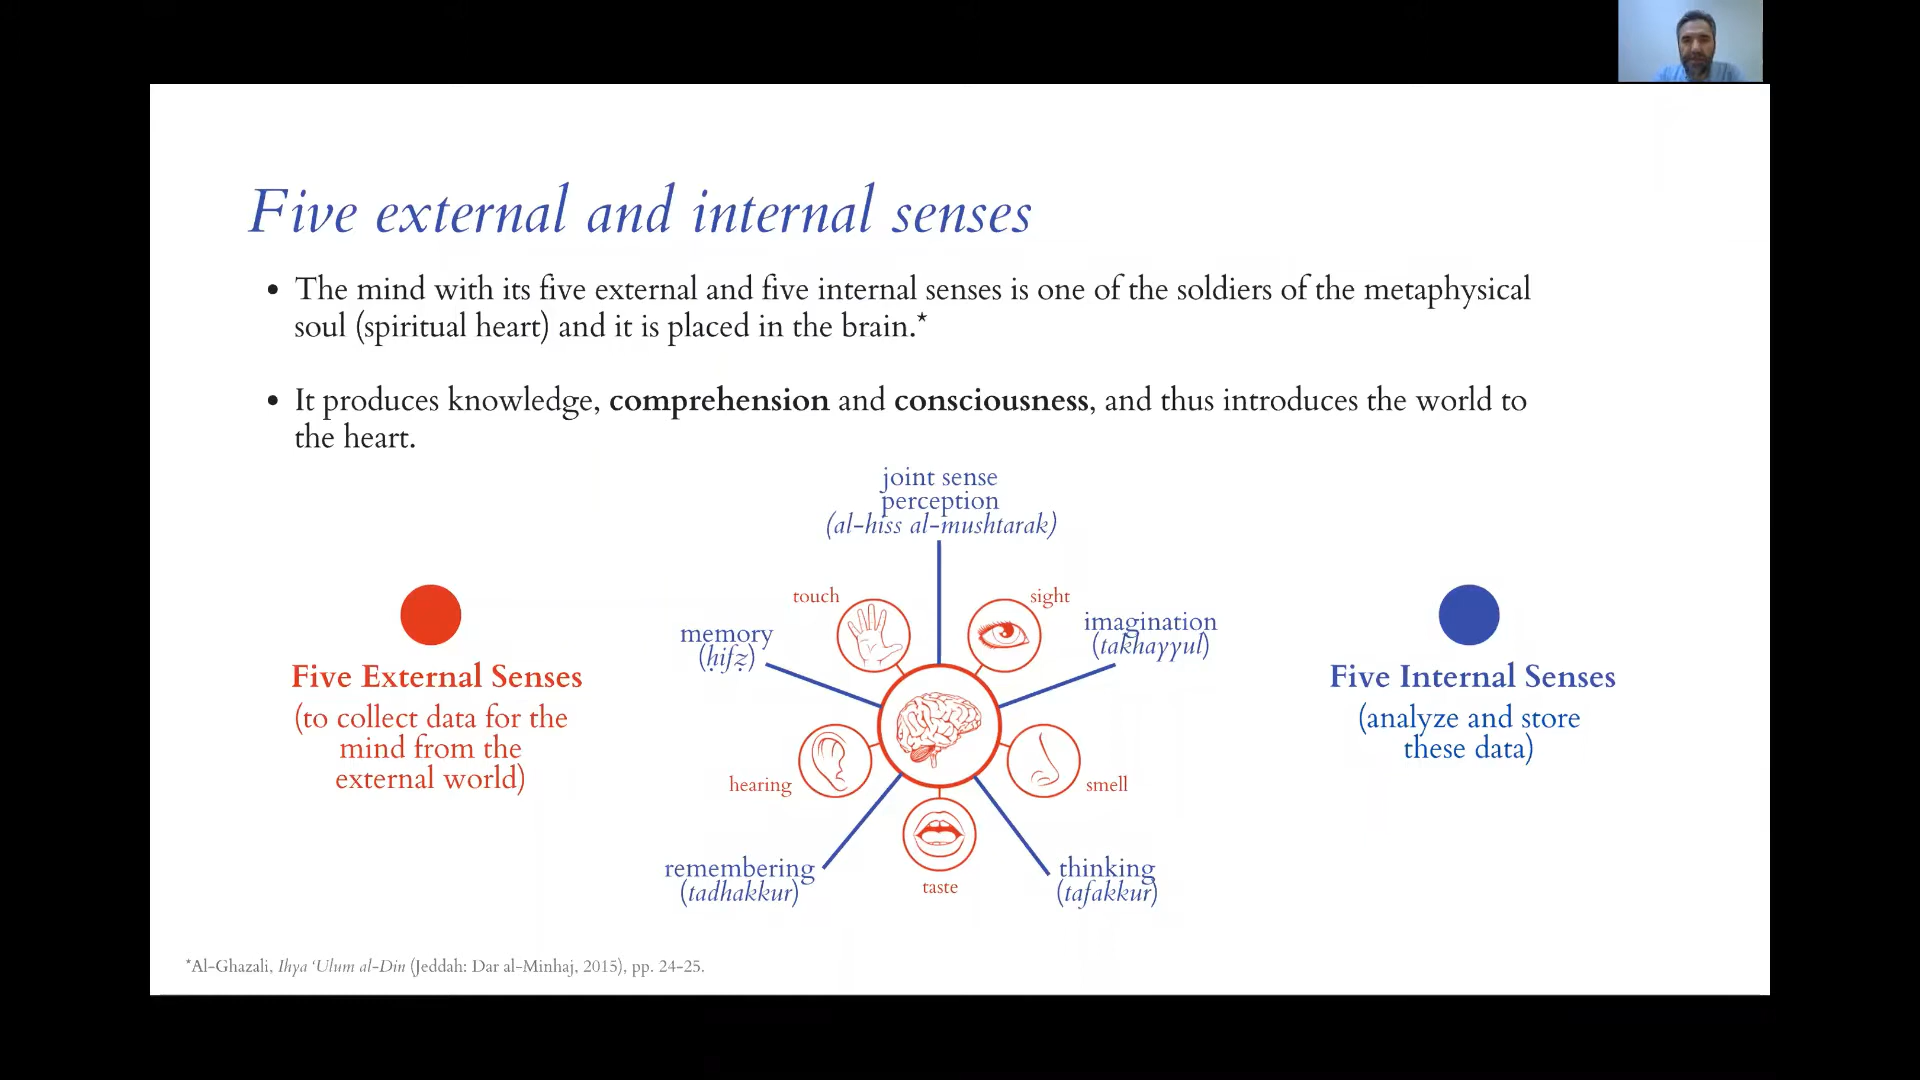 Five external and internal senses
• The mind with its five external and five internal senses is one of the soldiers of the metaphysical
soul (spiritual heart) and it is placed in the brain.*
• It produces knowledge, comprehension and consciousness, and thus introduces the world to
the heart.
joint sense
perception
(al-hiss al-mushtarak)
touch
sight
memory
(ḥifẓ)
imagination
(takhayyul)
Five External Senses
(to collect data for the
mind from the
external world)
Five Internal Senses
(analyze and store
these data)
hearing
smell
remembering
(tadhakkur)
taste
thinking
(tafakkur)
*Al-Ghazali, Ihya ‘Ulum al-Din (Jeddah: Dar al-Minhaj, 2015), pp. 24-25.